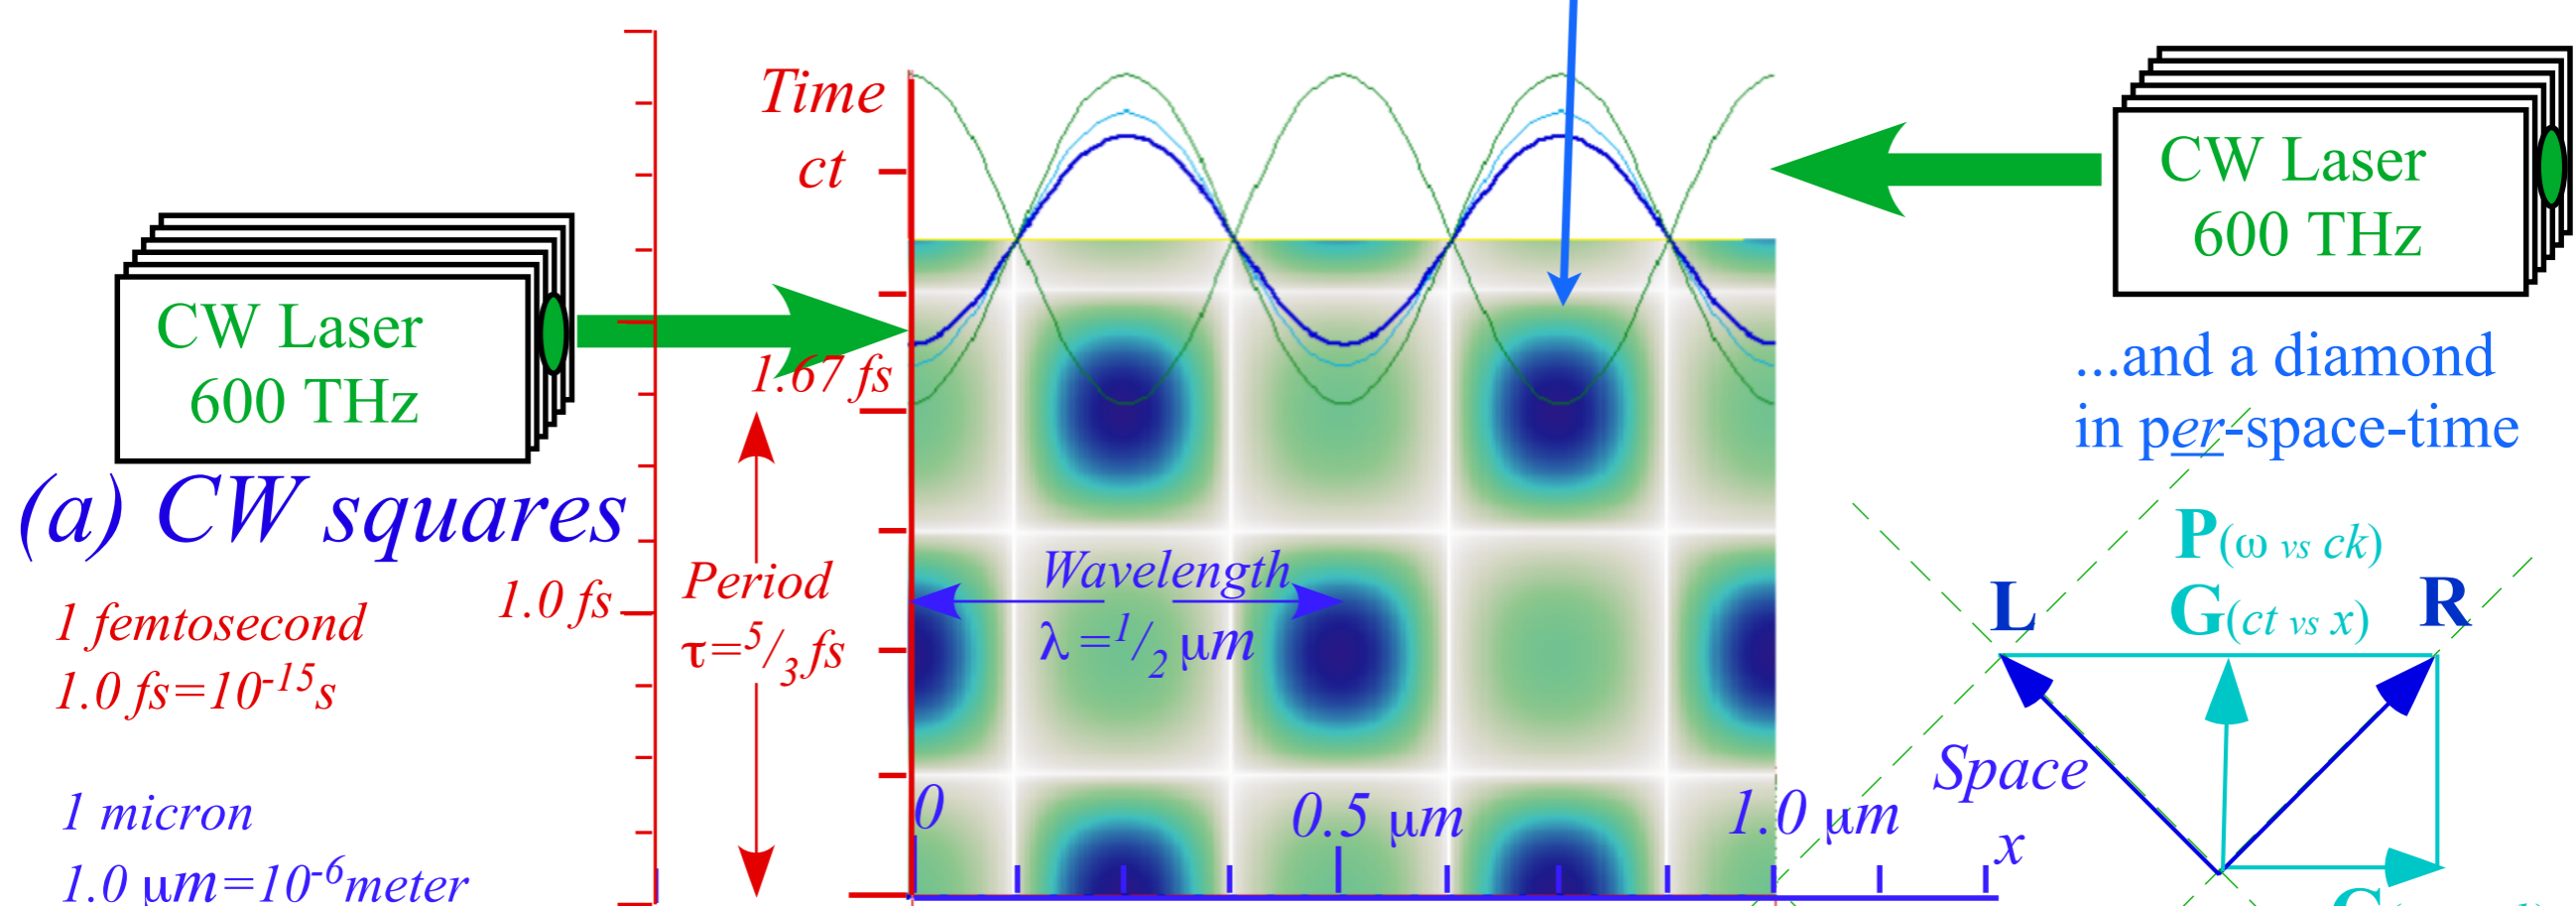 Time
ct
CW Laser
600 THz
CW Laser
600 THz
1.67 fs
...and a diamond
in per-space-time
(a) CW squares
P(ω vs ck)
Wavelength
λ=1/2 μm
Period
τ=5/3 fs
1.0 fs
L
G(ct vs x)
R
1 femtosecond
1.0 fs=10-15s
Space
x
0
0.5 μm
1.0 μm
1 micron
1.0 μm=10-6meter